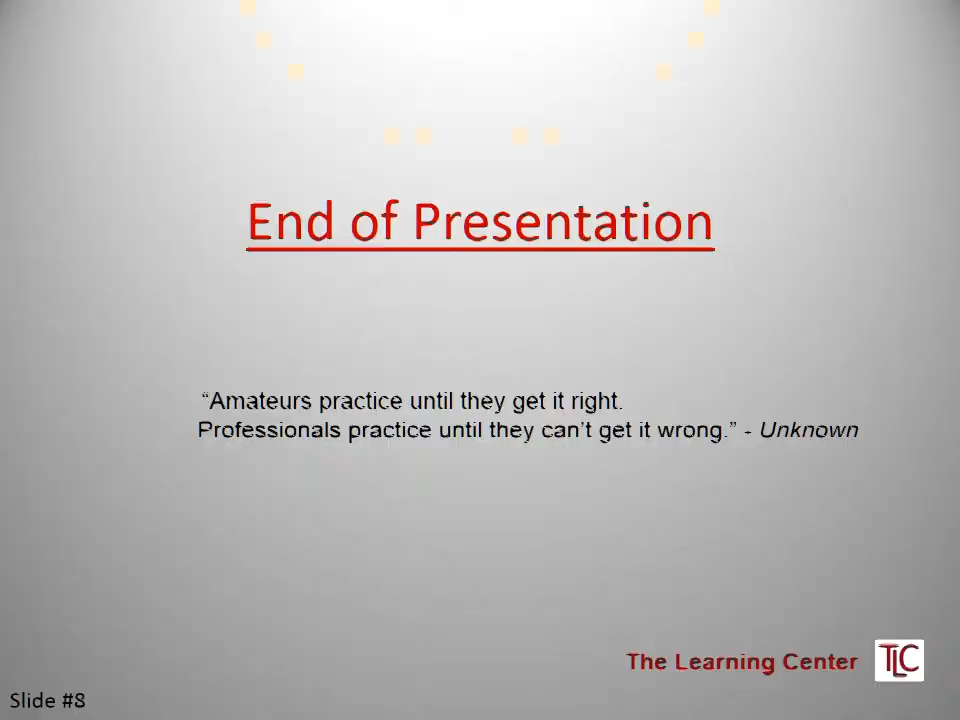 End of Presentation
“Amateurs practice until they get it right.
Professionals practice until they can’t get it wrong.” - Unknown
The Learning Center TLC
Slide #8